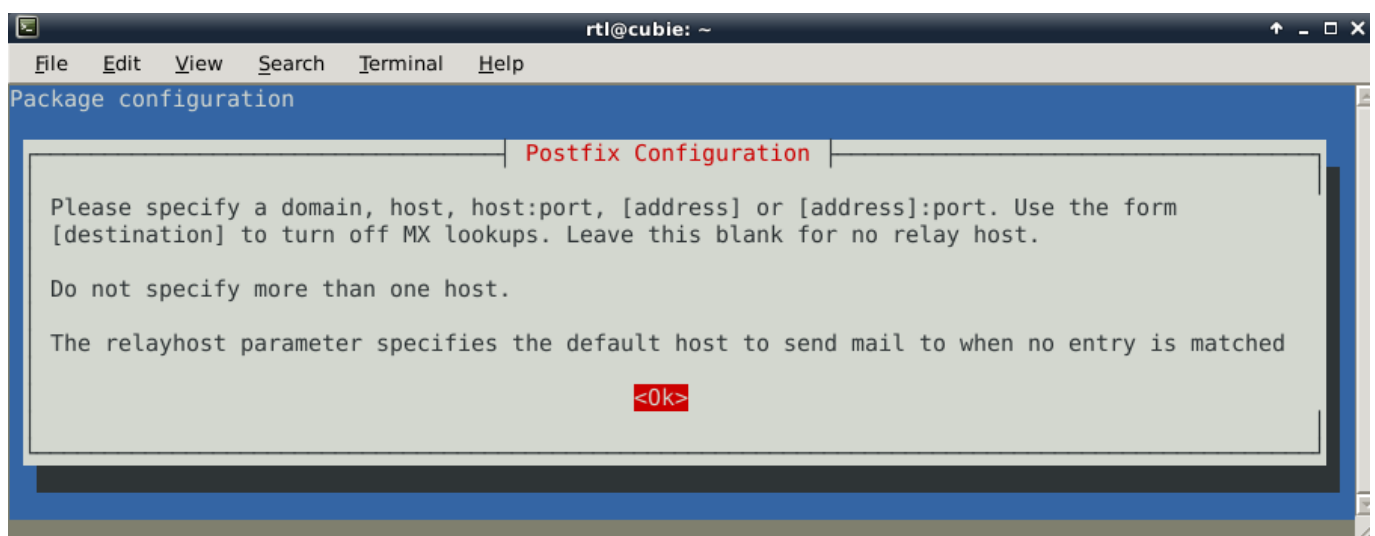 rtl@cubie: ~
File Edit View Search Terminal Help
Package configuration
Postfix Configuration
Please specify a domain, host, host:port, [address] or [address]:port. Use the form
[destination] to turn off MX lookups. Leave this blank for no relay host.
Do not specify more than one host.
The relayhost parameter specifies the default host to send mail to when no entry is matched
<Ok>